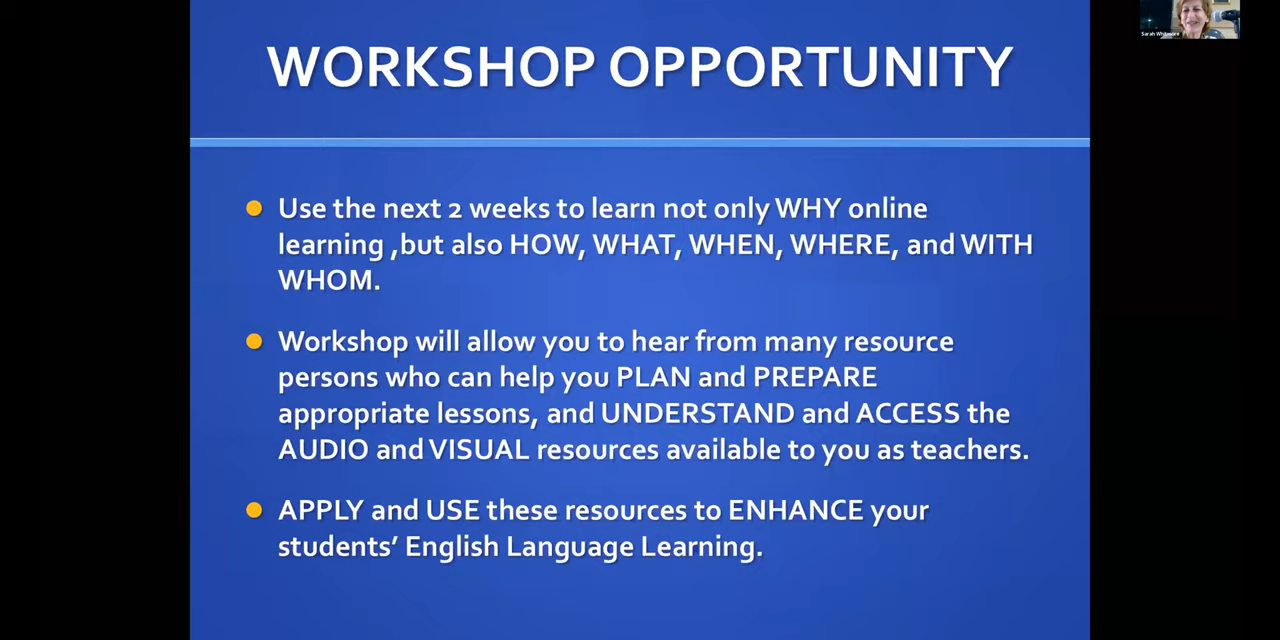 WORKSHOP OPPORTUNITY
Use the next 2 weeks to learn not only WHY online
learning ,but also HOW, WHAT, WHEN, WHERE, and WITH
WHOM.
Workshop will allow you to hear from many resource
persons who can help you PLAN and PREPARE
appropriate lessons, and UNDERSTAND and ACCESS the
AUDIO and VISUAL resources available to you as teachers.
APPLY and USE these resources to ENHANCE your
students’ English Language Learning.
Sarah